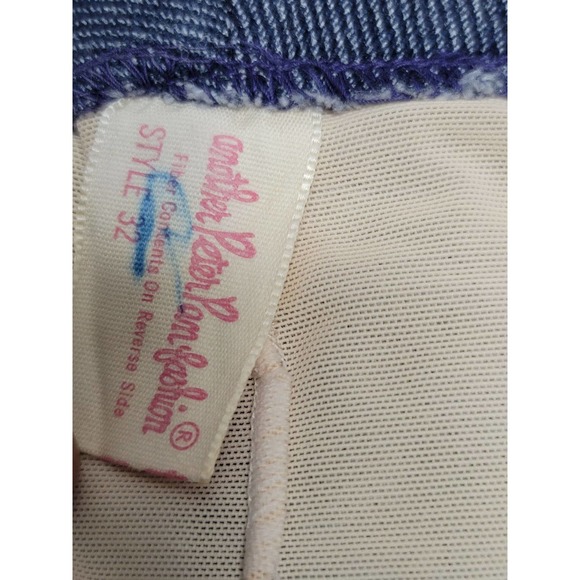 another Peter Pan fashion ®
Fiber Contents On Reverse Side
STYLE 32